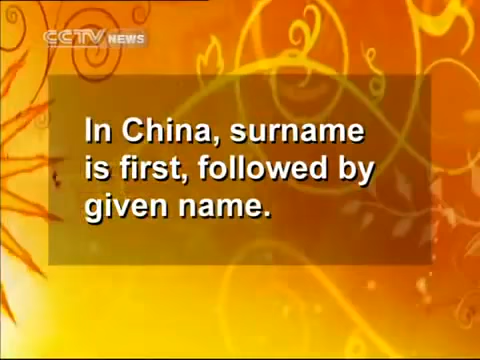 CCTV NEWS
In China, surname
is first, followed by
given name.